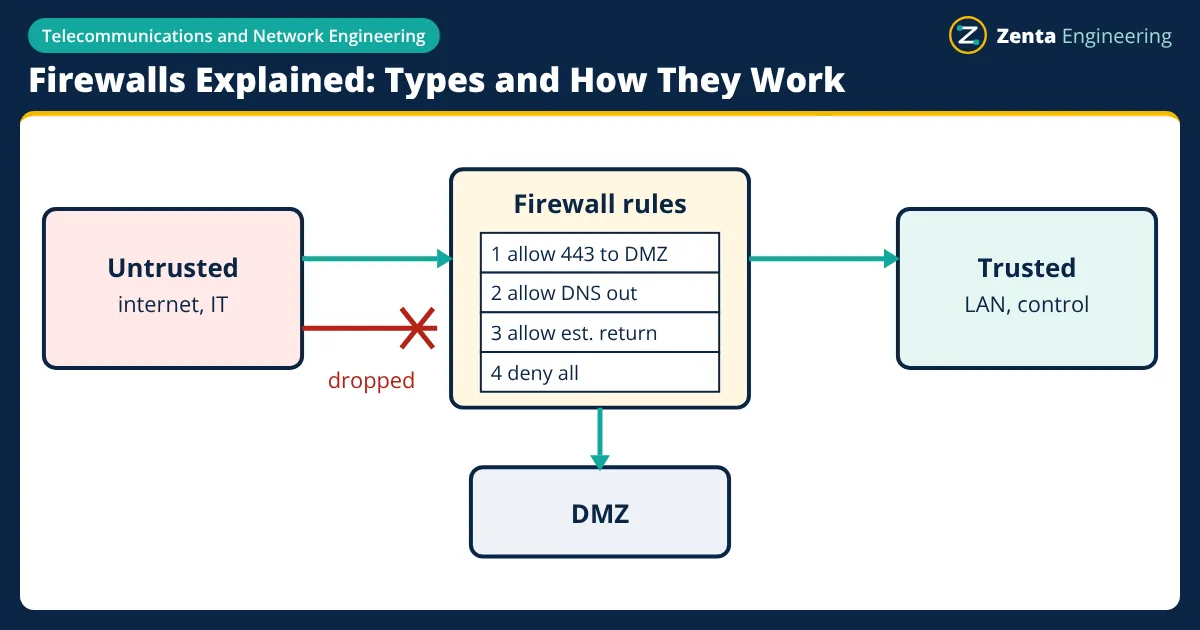 Telecommunications and Network Engineering
Zenta Engineering
Firewalls Explained: Types and How They Work
Untrusted
internet, IT
dropped
Firewall rules
1 allow 443 to DMZ
2 allow DNS out
3 allow est. return
4 deny all
Trusted
LAN, control
DMZ